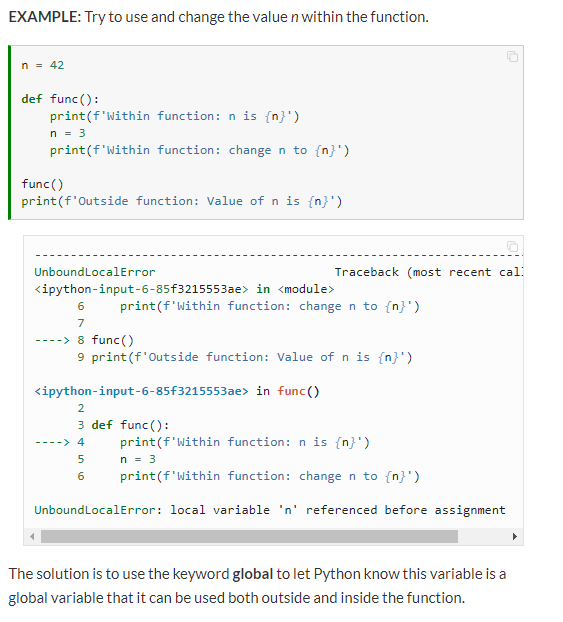 EXAMPLE: Try to use and change the value n within the function.
n = 42
def func():
    print(f'Within function: n is {n}')
    n = 3
    print(f'Within function: change n to {n}')
func()
print(f'Outside function: Value of n is {n}')
---------------------------------------------------------------------------
UnboundLocalError                         Traceback (most recent cal
<ipython-input-6-85f3215553ae> in <module>
      6     print(f'Within function: change n to {n}')
      7
----> 8 func()
      9 print(f'Outside function: Value of n is {n}')
<ipython-input-6-85f3215553ae> in func()
      2
      3 def func():
----> 4     print(f'Within function: n is {n}')
      5     n = 3
      6     print(f'Within function: change n to {n}')
UnboundLocalError: local variable 'n' referenced before assignment
The solution is to use the keyword global to let Python know this variable is a
global variable that it can be used both outside and inside the function.